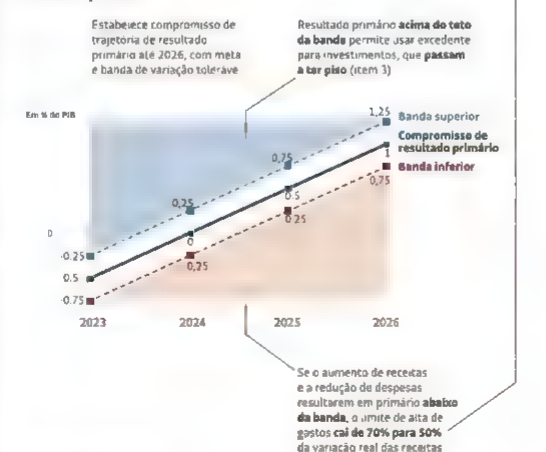 Estabelece compromisso de
trajetória de resultado
primário até 2026, com meta
e banda de variação tolerave
Resultado primário acima do teto
da banda permite usar excedente
para investimentos, que passam
a ter piso (item 3)
Em % do PIB
1,25
Banda superior
Compromisso de
resultado primário
1
Banda inferior
0,75
0,75
0.5
0,25
0,25
0
0
0,25
-0.25
0.5
0.75
2023
2024
2025
2026
Se o aumento de receitas
e a redução de despesas
resultarem em primário abaixo
da banda, o limite de alta de
gastos cai de 70% para 50%
da variação real das receitas